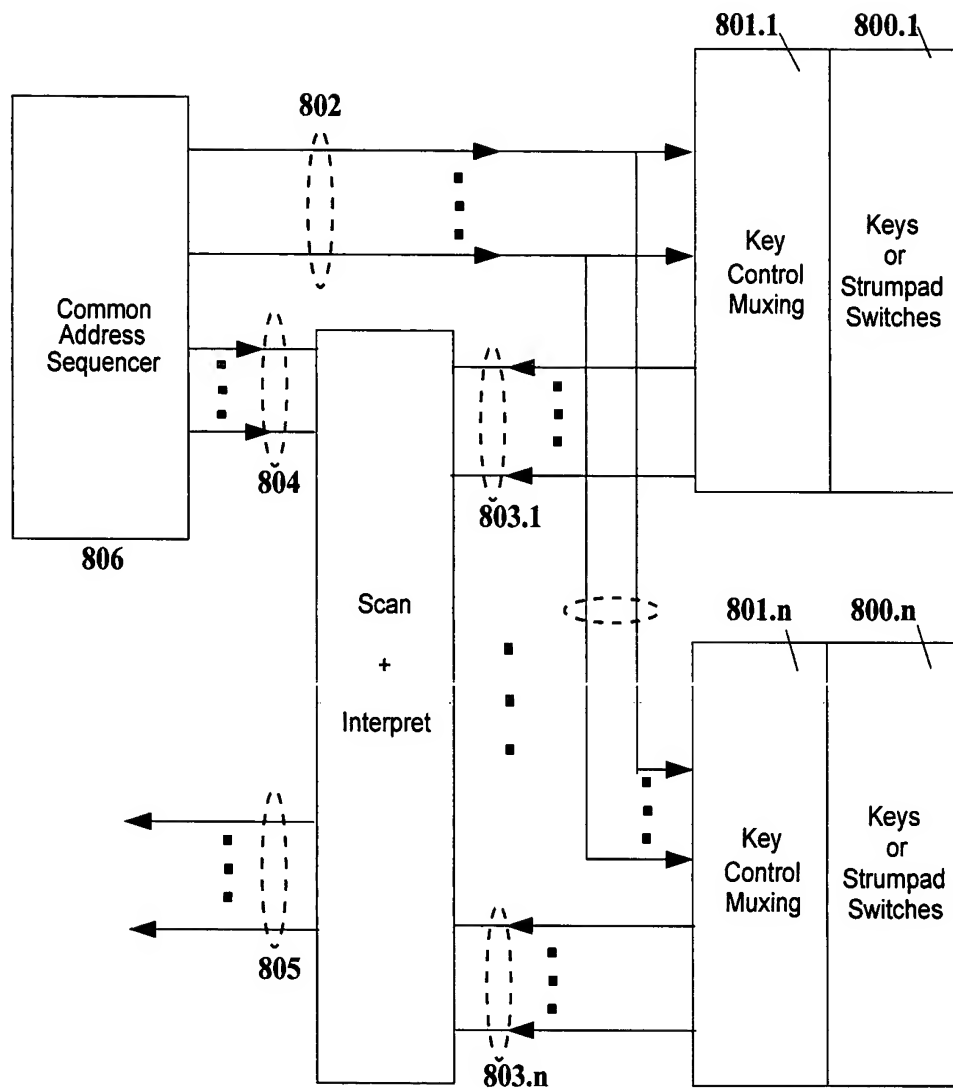 801.1 800.1
802
Common
Address
Sequencer
Key
Control
Muxing
Keys
or
Strumpad
Switches
804
803.1
806
Scan
+
Interpret
801.n 800.n
Key
Control
Muxing
Keys
or
Strumpad
Switches
805
803.n